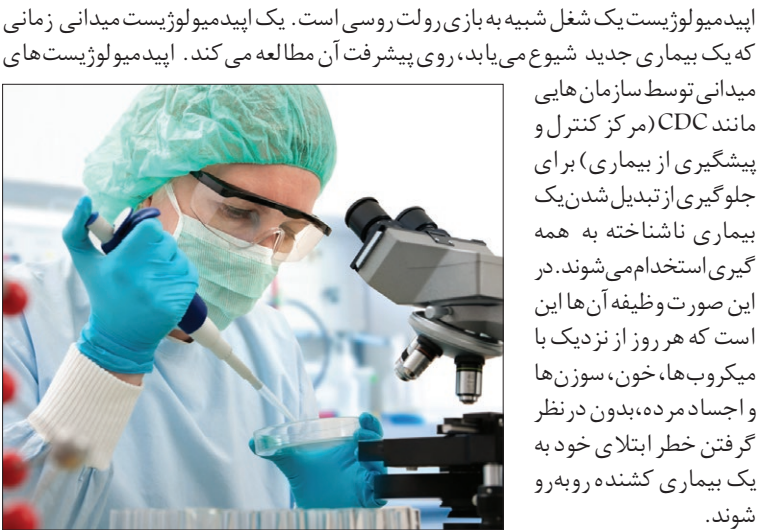 اپیدمیولوژیست یک شغل شبیه به بازی رولت روسی است. یک اپیدمیولوژیست میدانی زمانی
که یک بیماری جدید شیوع می‌یابد، روی پیشرفت آن مطالعه می کند. اپیدمیولوژیست‌های
میدانی توسط سازمان هایی
مانند CDC (مرکز کنترل و
پیشگیری از بیماری) برای
جلوگیری از تبدیل شدن یک
بیماری ناشناخته به همه
گیری استخدام می‌شوند. در
این صورت وظیفه آن ها این
است که هر روز از نزدیک با
میکروب‌ها، خون، سوزن‌ها
و اجساد مرده، بدون در نظر
گرفتن خطر ابتلای خود به
یک بیماری کشنده روبه‌رو
شوند.